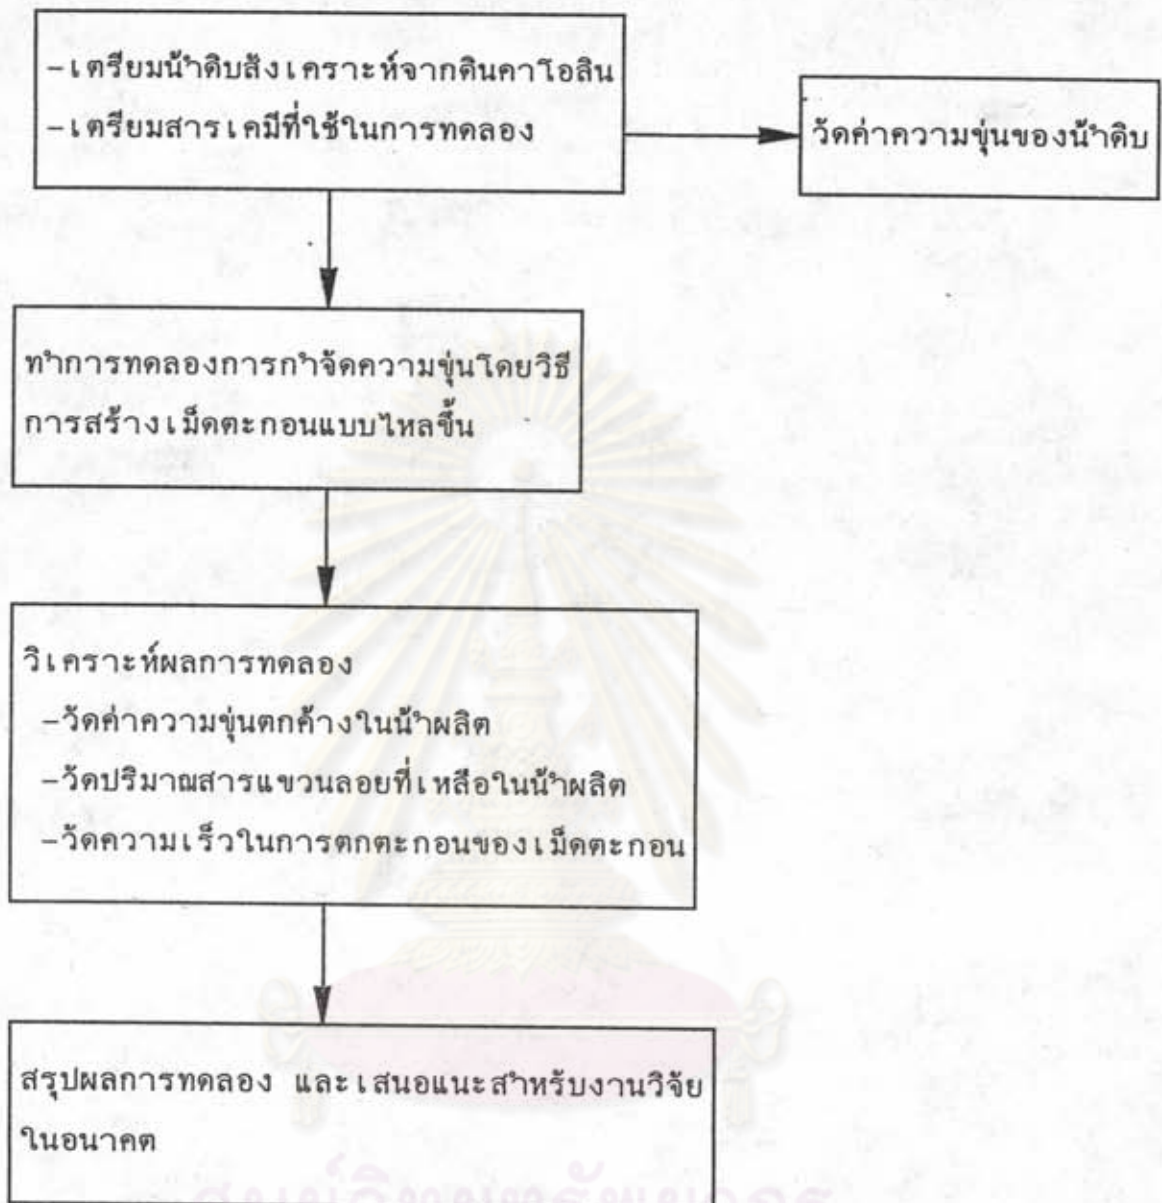 -เตรียมน้ำดิบสังเคราะห์จากดินคาโอลิน
-เตรียมสารเคมีที่ใช้ในการทดลอง
วัดค่าความขุ่นของน้ำดิบ
ทำการทดลองการกำจัดความขุ่นโดยวิธี
การสร้างเม็ดตะกอนแบบไหลขึ้น
วิเคราะห์ผลการทดลอง
-วัดค่าความขุ่นตกค้างในน้ำผลิต
-วัดปริมาณสารแขวนลอยที่เหลือในน้ำผลิต
-วัดความเร็วในการตกตะกอนของเม็ดตะกอน
สรุปผลการทดลอง และเสนอแนะสำหรับงานวิจัย
ในอนาคต